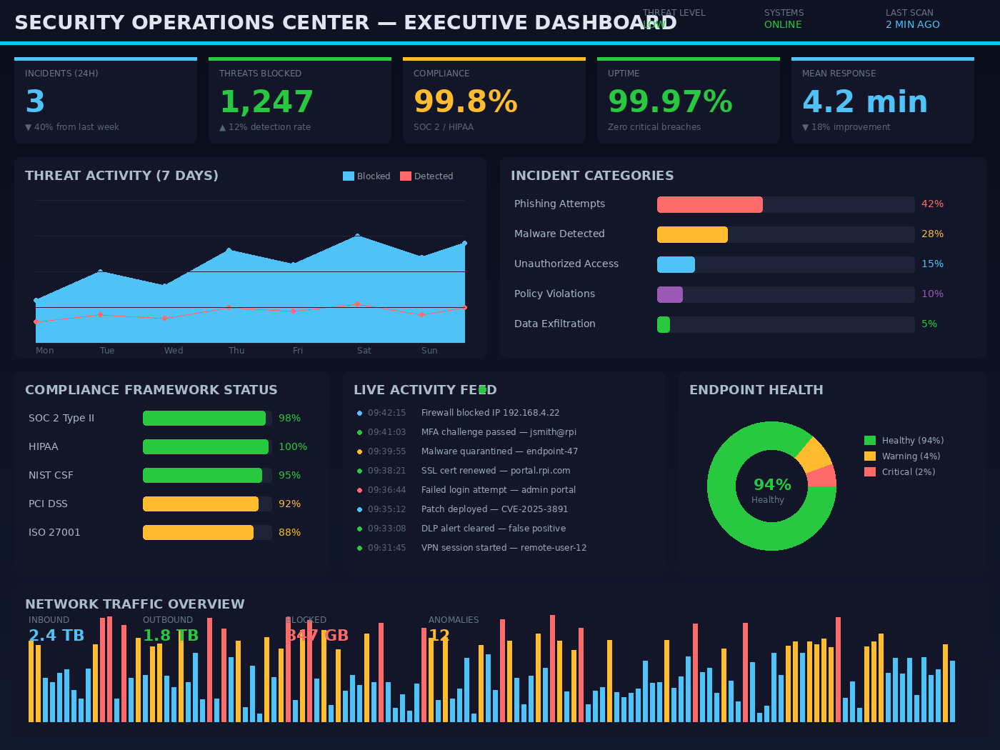 SECURITY OPERATIONS CENTER — EXECUTIVE DASHBOARD
THREAT LEVEL
LOW
SYSTEMS
ONLINE
LAST SCAN
2 MIN AGO
INCIDENTS (24H)
3
▼ 40% from last week
THREATS BLOCKED
1,247
▲ 12% detection rate
COMPLIANCE
99.8%
SOC 2 / HIPAA
UPTIME
99.97%
Zero critical breaches
MEAN RESPONSE
4.2 min
▼ 18% improvement
THREAT ACTIVITY (7 DAYS)
Blocked
Detected
Mon Tue Wed Thu Fri Sat Sun
INCIDENT CATEGORIES
Phishing Attempts 42%
Malware Detected 28%
Unauthorized Access 15%
Policy Violations 10%
Data Exfiltration 5%
COMPLIANCE FRAMEWORK STATUS
SOC 2 Type II 98%
HIPAA 100%
NIST CSF 95%
PCI DSS 92%
ISO 27001 88%
LIVE ACTIVITY FEED
09:42:15 Firewall blocked IP 192.168.4.22
09:41:03 MFA challenge passed — jsmith@rpi
09:39:55 Malware quarantined — endpoint-47
09:38:21 SSL cert renewed — portal.rpi.com
09:36:44 Failed login attempt — admin portal
09:35:12 Patch deployed — CVE-2025-3891
09:33:08 DLP alert cleared — false positive
09:31:45 VPN session started — remote-user-12
ENDPOINT HEALTH
94%
Healthy
Healthy (94%)
Warning (4%)
Critical (2%)
NETWORK TRAFFIC OVERVIEW
INBOUND
2.4 TB
OUTBOUND
1.8 TB
BLOCKED
847 GB
ANOMALIES
12